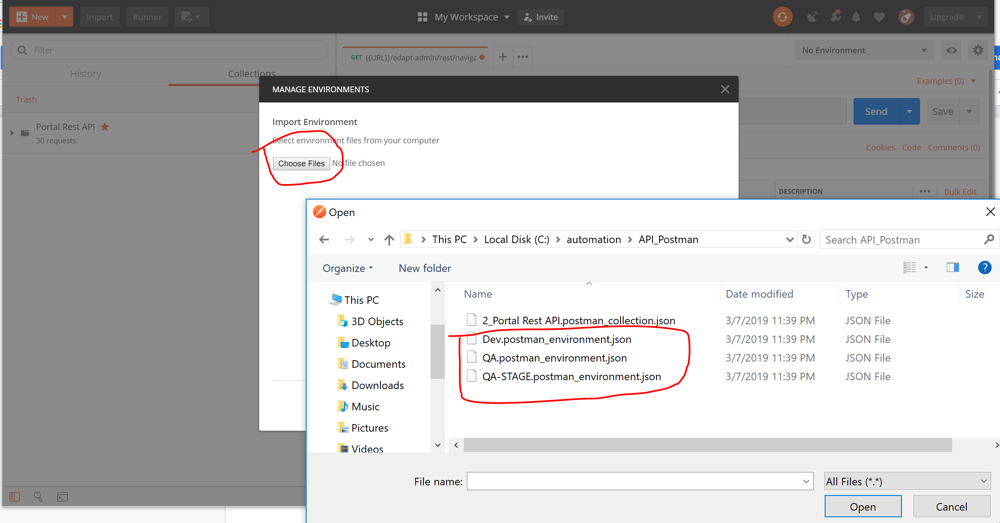 New
Import
Runner
My Workspace
Invite
Upgrade
Filter
GET {{URL}}/edapt-admin/rest/naviga
No Environment
History
Collections
Examples (0)
Trash
MANAGE ENVIRONMENTS
Import Environment
Select environment files from your computer
Choose Files No file chosen
Send
Save
Portal Rest API
30 requests
Cookies Code Comments (0)
DESCRIPTION
Bulk Edit
Open
This PC > Local Disk (C:) > automation > API_Postman
Search API_Postman
Organize
New folder
Name Date modified Type Size
This PC
3D Objects
Desktop
Documents
Downloads
Music
Pictures
Videos
2_Portal Rest API.postman_collection.json 3/7/2019 11:39 PM JSON File
Dev.postman_environment.json 3/7/2019 11:39 PM JSON File
QA.postman_environment.json 3/7/2019 11:39 PM JSON File
QA-STAGE.postman_environment.json 3/7/2019 11:39 PM JSON File
File name:
All Files (*.*)
Open
Cancel